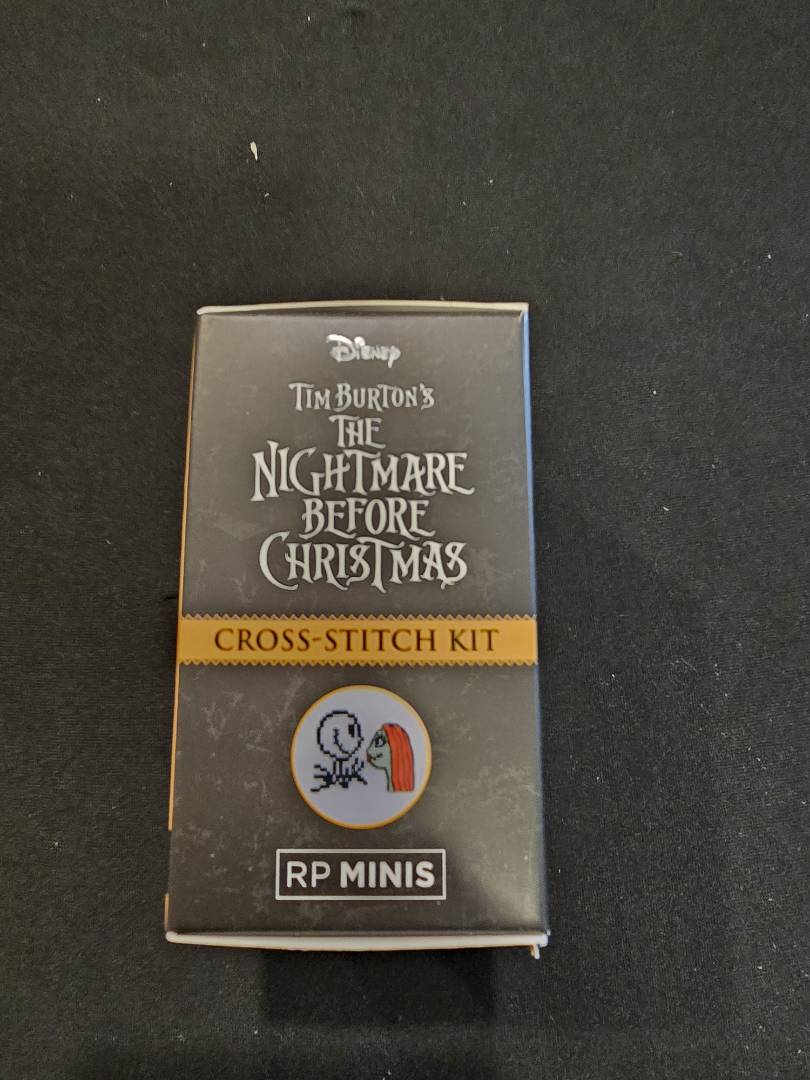 Disney
TIM BURTON'S
THE
NIGHTMARE
BEFORE
CHRISTMAS
CROSS-STITCH KIT
RP MINIS